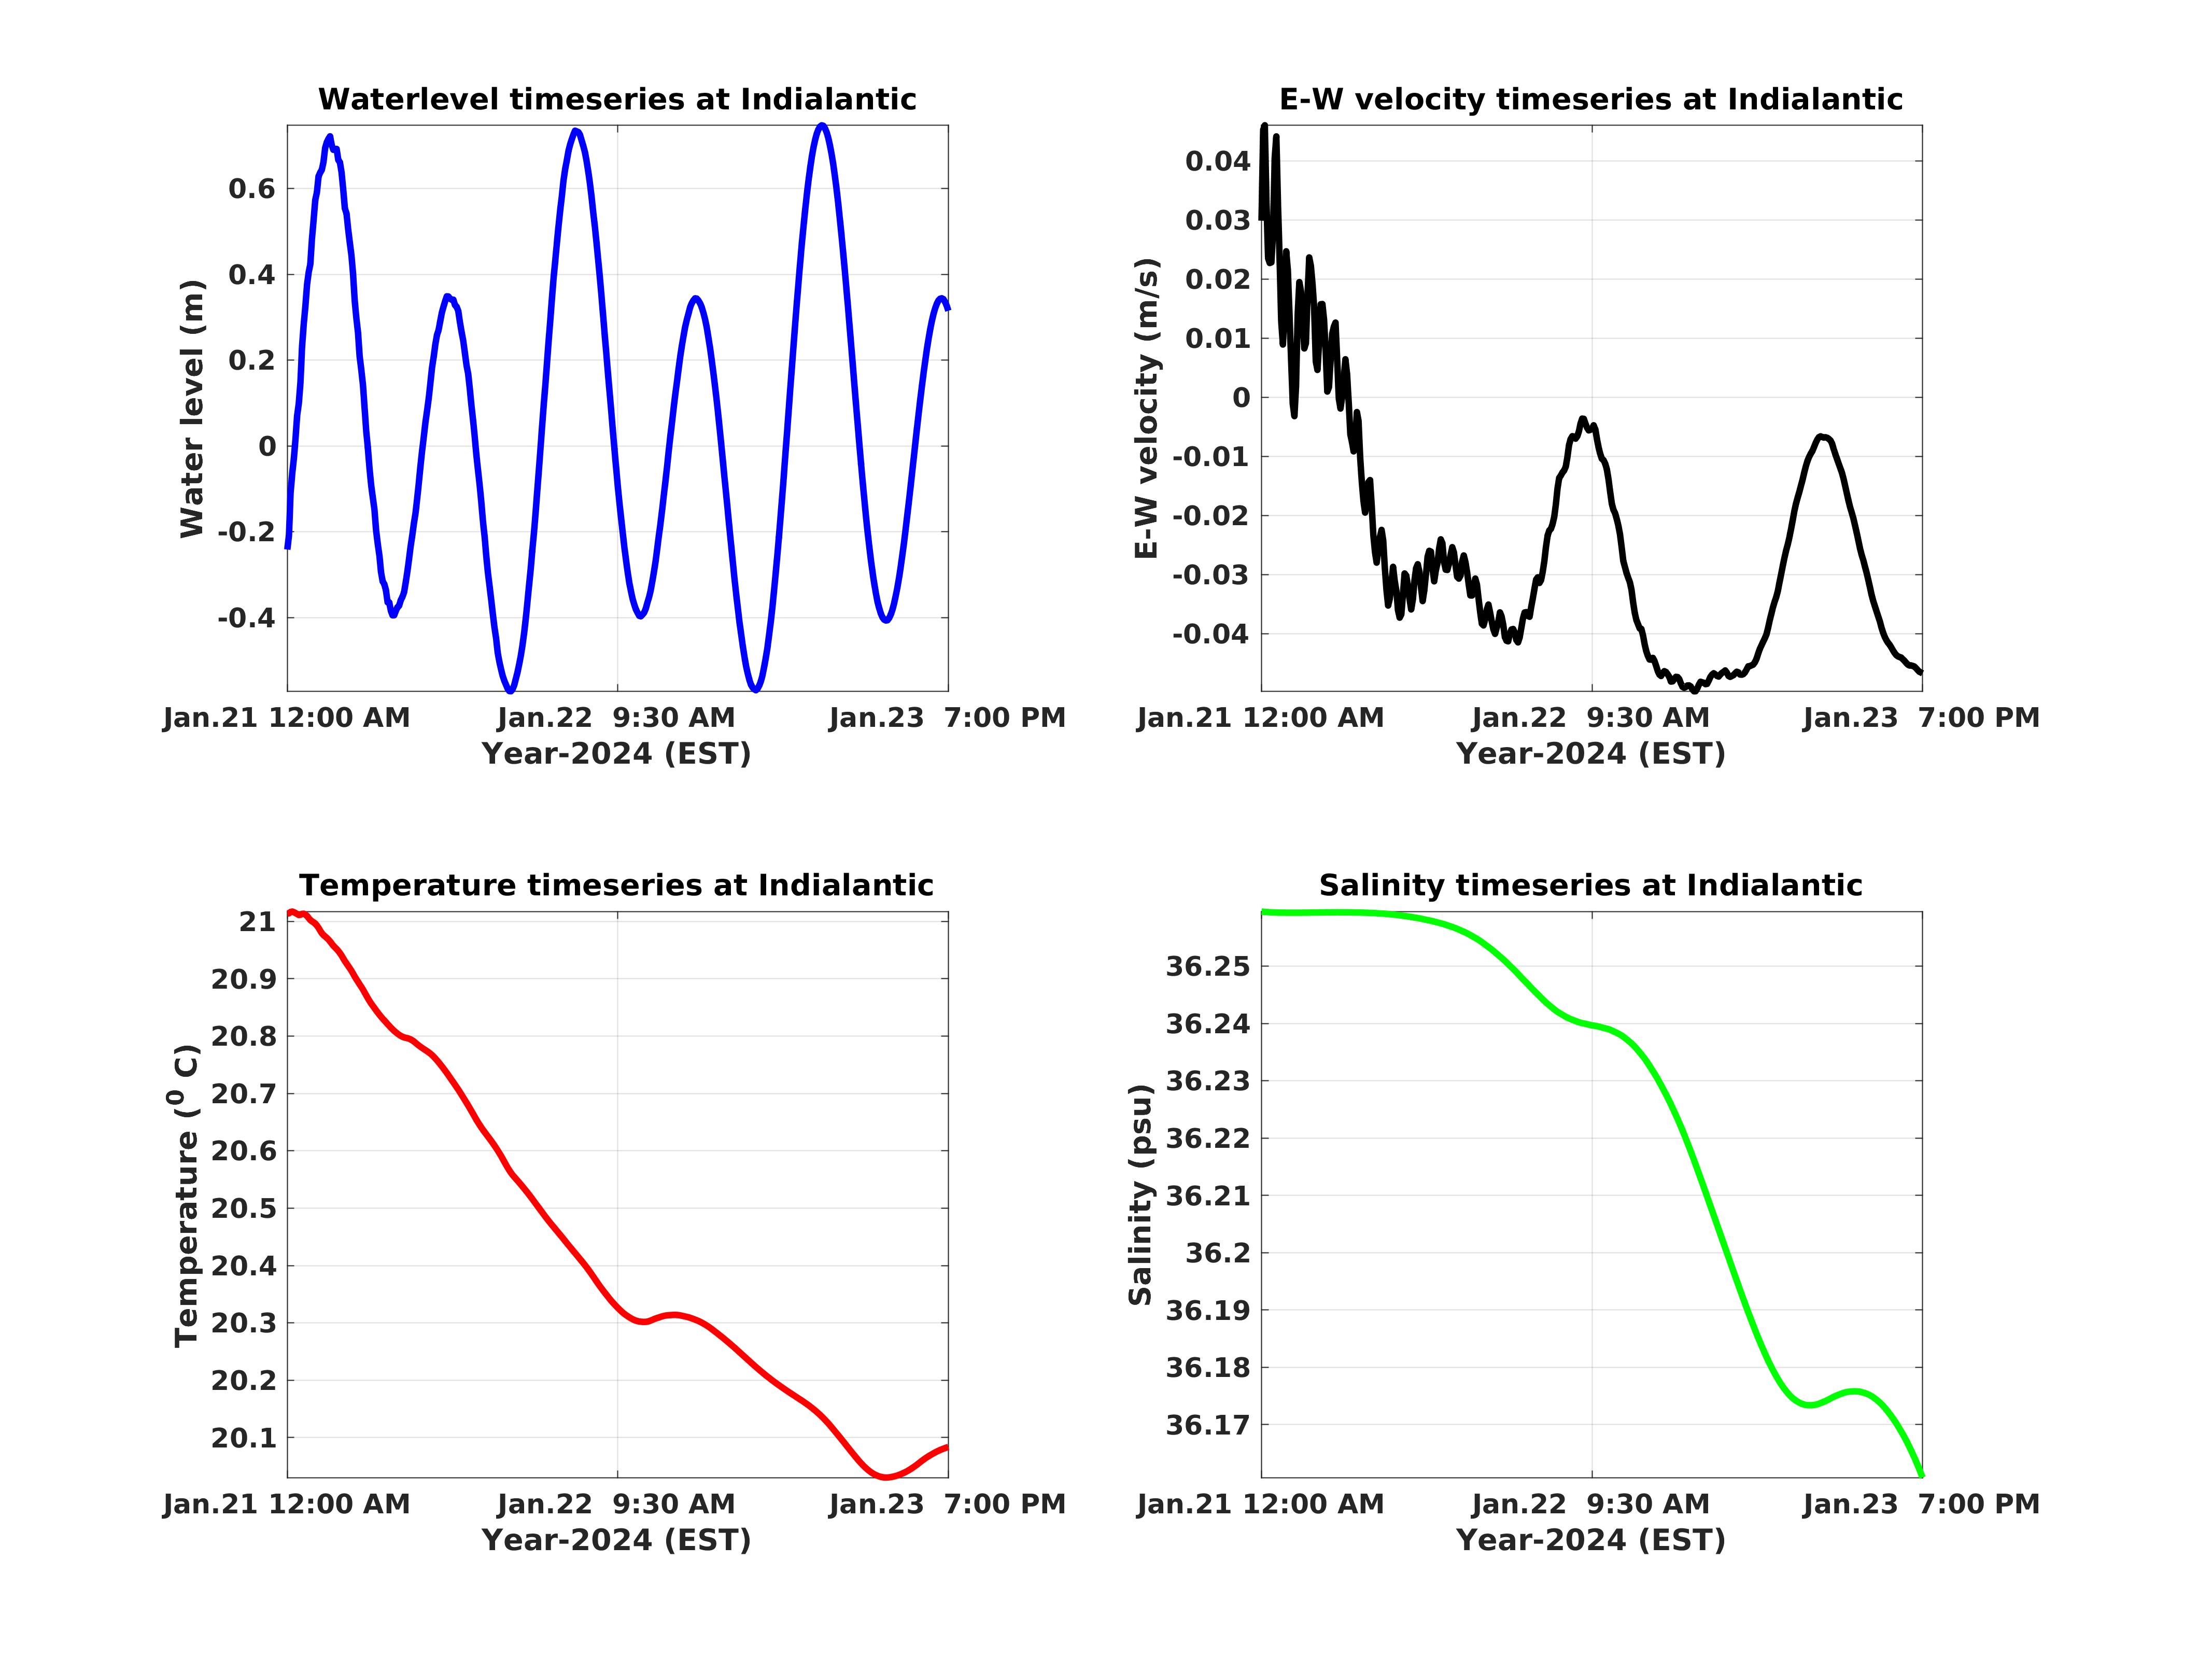 Waterlevel timeseries at Indialantic
0.6
0.4
0.2
0
-0.2
-0.4
Water level (m)
Jan.21 12:00 AM Jan.22 9:30 AM Jan.23 7:00 PM
Year-2024 (EST)
E-W velocity timeseries at Indialantic
0.04
0.03
0.02
0.01
0
-0.01
-0.02
-0.03
-0.04
E-W velocity (m/s)
Jan.21 12:00 AM Jan.22 9:30 AM Jan.23 7:00 PM
Year-2024 (EST)
Temperature timeseries at Indialantic
21
20.9
20.8
20.7
20.6
20.5
20.4
20.3
20.2
20.1
Temperature (⁰ C)
Jan.21 12:00 AM Jan.22 9:30 AM Jan.23 7:00 PM
Year-2024 (EST)
Salinity timeseries at Indialantic
36.25
36.24
36.23
36.22
36.21
36.2
36.19
36.18
36.17
Salinity (psu)
Jan.21 12:00 AM Jan.22 9:30 AM Jan.23 7:00 PM
Year-2024 (EST)